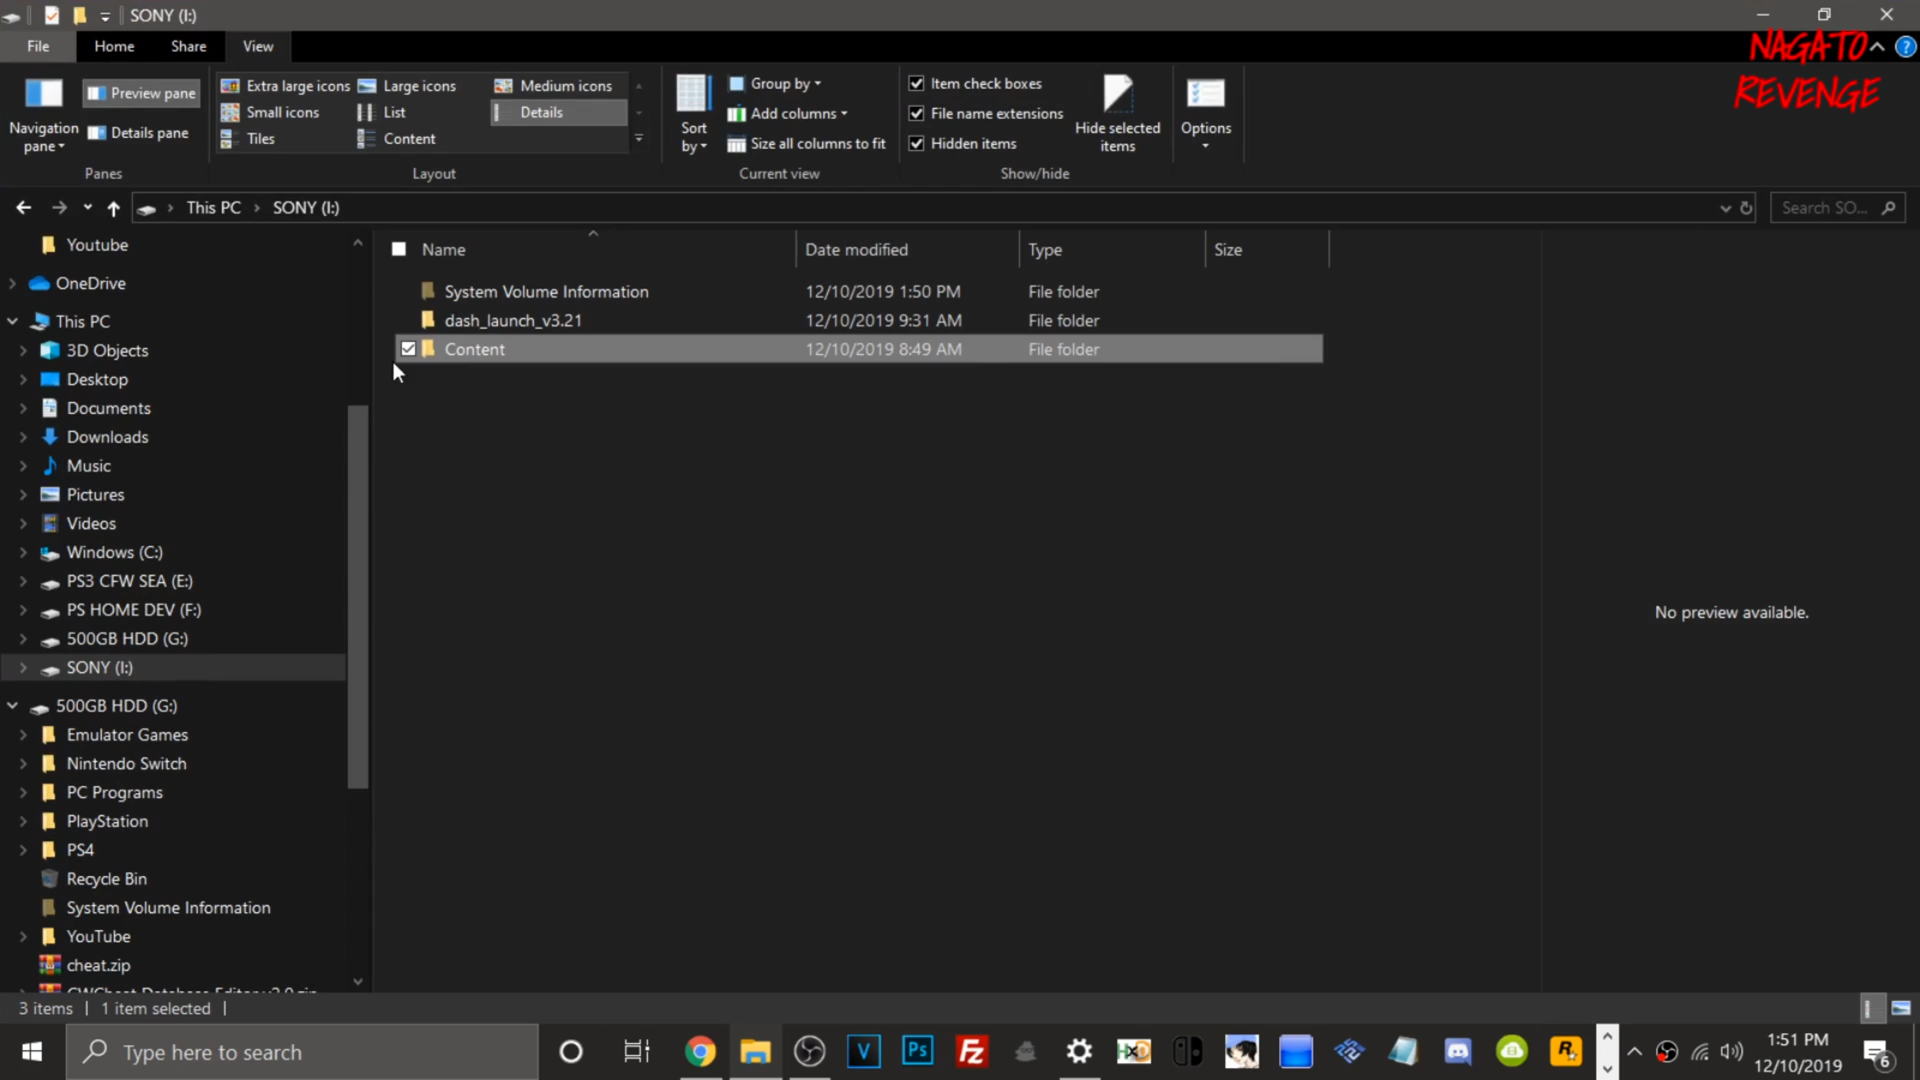 SONY (I:)
File Home Share View
NAGATO
REVENGE
Navigation pane
Preview pane
Details pane
Panes
Extra large icons Large icons Medium icons
Small icons List Details
Tiles Content
Layout
Sort by
Group by
Add columns
Size all columns to fit
Current view
Item check boxes
File name extensions
Hidden items
Hide selected items
Show/hide
Options
This PC SONY (I:)
Search SO...
Name Date modified Type Size
System Volume Information 12/10/2019 1:50 PM File folder
dash_launch_v3.21 12/10/2019 9:31 AM File folder
Content 12/10/2019 8:49 AM File folder
Youtube
OneDrive
This PC
3D Objects
Desktop
Documents
Downloads
Music
Pictures
Videos
Windows (C:)
PS3 CFW SEA (E:)
PS HOME DEV (F:)
500GB HDD (G:)
SONY (I:)
500GB HDD (G:)
Emulator Games
Nintendo Switch
PC Programs
PlayStation
PS4
Recycle Bin
System Volume Information
YouTube
cheat.zip
No preview available.
3 items 1 item selected
Type here to search
V
Ps
FZ
HxD
R
1:51 PM
12/10/2019
6